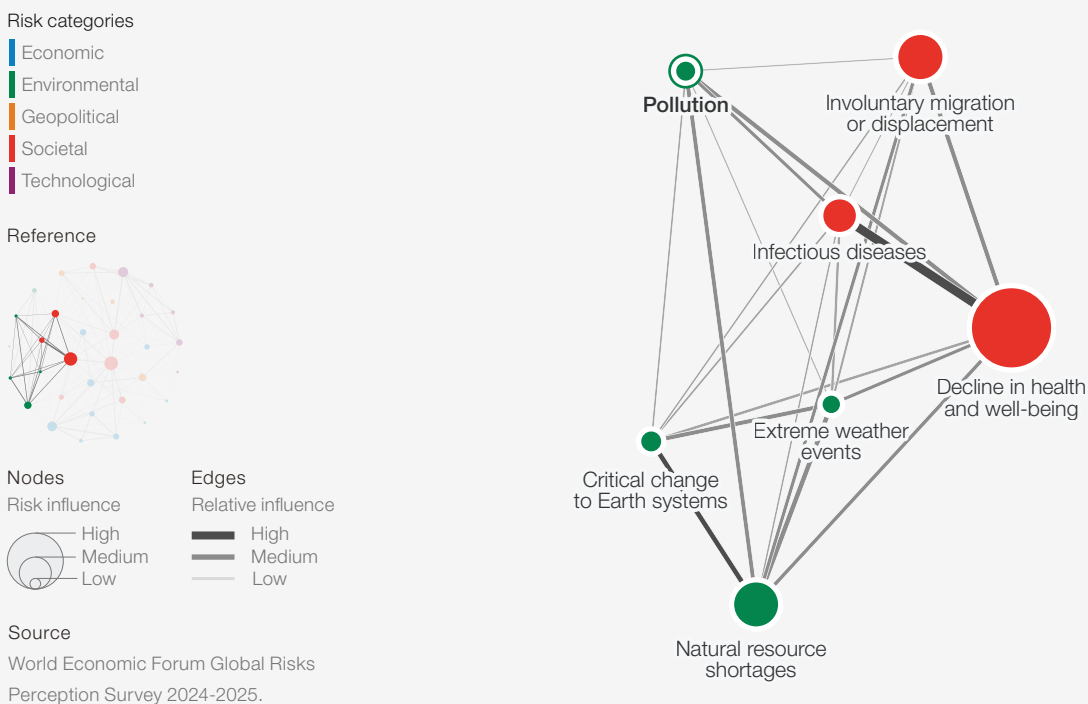 Risk categories
Economic
Environmental
Geopolitical
Societal
Technological
Reference
Nodes
Risk influence
High
Medium
Low
Edges
Relative influence
High
Medium
Low
Source
World Economic Forum Global Risks
Perception Survey 2024-2025.
Pollution
Involuntary migration
or displacement
Infectious diseases
Decline in health
and well-being
Extreme weather
events
Critical change
to Earth systems
Natural resource
shortages